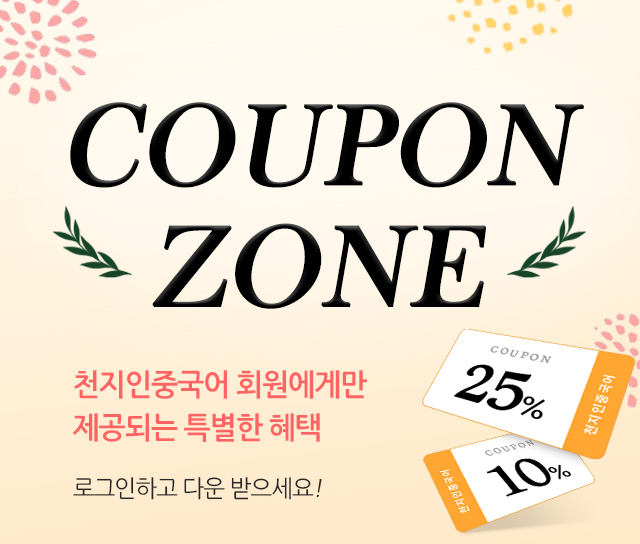 COUPON
ZONE
천지인중국어 회원에게만
제공되는 특별한 혜택
로그인하고 다운 받으세요!
COUPON
25%
천지인중국어
COUPON
10%
천지인중국어